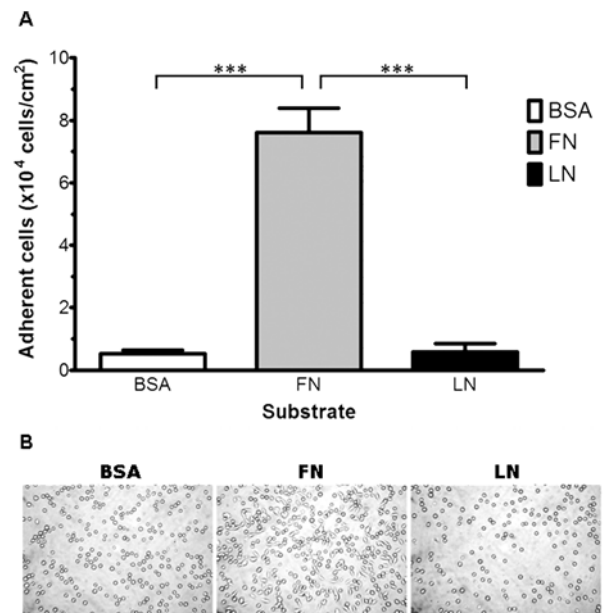 A
Adherent cells (x10⁴ cells/cm²)
10
8
6
4
2
0
***
***
BSA
FN
LN
BSA
FN
LN
Substrate
B
BSA
FN
LN